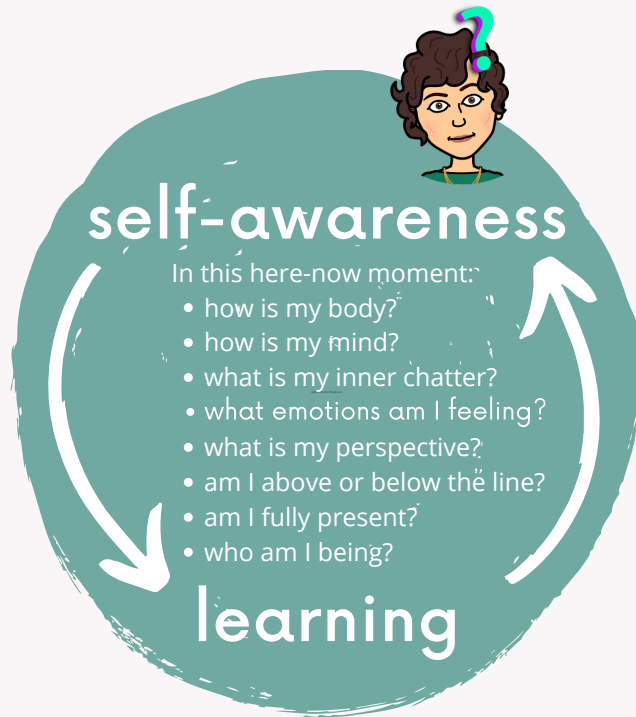 ?
self-awareness
In this here-now moment:
• how is my body?
• how is my mind?
• what is my inner chatter?
• what emotions am I feeling?
• what is my perspective?
• am I above or below the line?
• am I fully present?
• who am I being?
learning